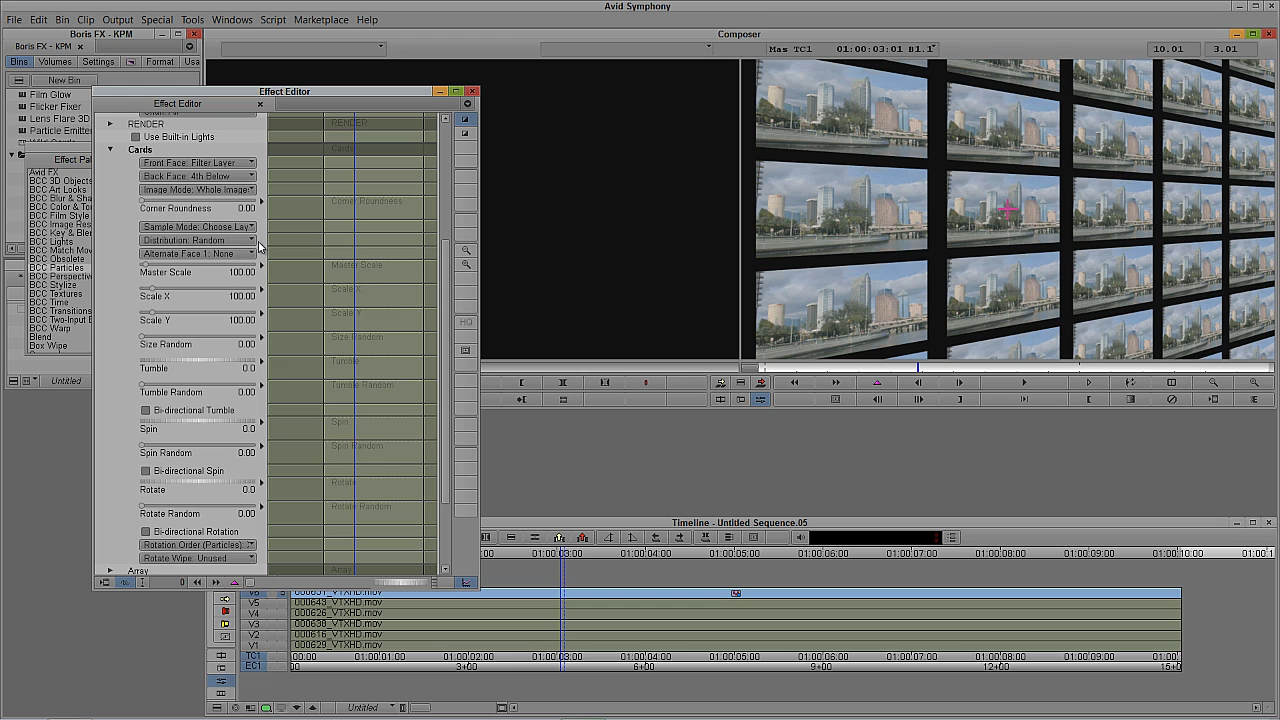 Avid Symphony
File Edit Bin Clip Output Special Tools Windows Script Marketplace Help
Boris FX - KPM
Composer
Boris FX - KPM
Mas TC1 01:00:03:01 B1.1
10.01 3.01
Bins Volumes Settings Format Usa
New Bin
Film Glow
Flicker Fixer
Lens Flare 3D
Particle Emitte
Effect Editor
Effect Editor
RENDER
RENDER
Use Built-in Lights
Cards
Cards
Effect Pal
Avid FX
BCC 3D Objects
BCC Art Looks
BCC Blur & Sha
BCC Color & To
BCC Film Style
BCC Image Res
BCC Key & Blen
BCC Lights
BCC Match Mov
BCC Obsolete
BCC Particles
BCC Perspectiv
BCC Stylize
BCC Textures
BCC Time
BCC Transitions
BCC Two-Input E
BCC Warp
Blend
Box Wipe
Untitled
Front Face: Filter Layer
Back Face: 4th Below
Image Mode: Whole Image
Corner Roundness 0.00
Corner Roundness
Sample Mode: Choose Lay
Distribution: Random
Alternate Face 1: None
Master Scale 100.00
Master Scale
Scale X 100.00
Scale X
Scale Y 100.00
Scale Y
Size Random 0.00
Size Random
Tumble 0.0
Tumble
Tumble Random 0.00
Tumble Random
Bi-directional Tumble
Spin 0.0
Spin
Spin Random 0.00
Spin Random
Bi-directional Spin
Rotate 0.0
Rotate
Rotate Random 0.00
Rotate Random
Bi-directional Rotation
Rotation Order (Particles):
Rotate Wipe: Unused
Array
Array
0
HQ
Timeline - Untitled Sequence.05
:00 01:00:03:00 01:00:04:00 01:00:05:00 01:00:06:00 01:00:07:00 01:00:08:00 01:00:09:00 01:00:10:00 01:00:1
V6 000631_VTXHD.mov
V5 000643_VTXHD.mov
V4 000626_VTXHD.mov
V3 000638_VTXHD.mov
V2 000616_VTXHD.mov
V1 000629_VTXHD.mov
TC1 00:00 01:00:01:00 01:00:02:00 01:00:03:00 01:00:04:00 01:00:05:00 01:00:06:00 01:00:07:00 01:00:08:00 01:00:09:00 01:00:
EC1 00 3+00 6+00 9+00 12+00 15+0
Untitled